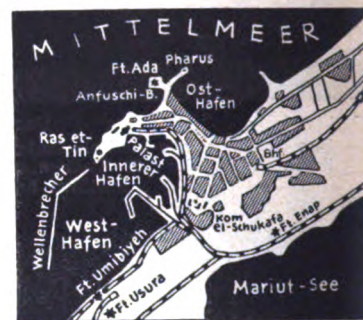 MITTELMEER
Pharus
Ft. Ada
Ost-
Hafen
Anfuschi-B.
Ras et-
Tin
Palast
Innerer
Hafen
Bhf.
Wellenbrecher
West-
Hafen
Kom
el-Schukafa
Ft. Umibiyeh
*Ft. Enap
*Ft. Usura
Mariut-See